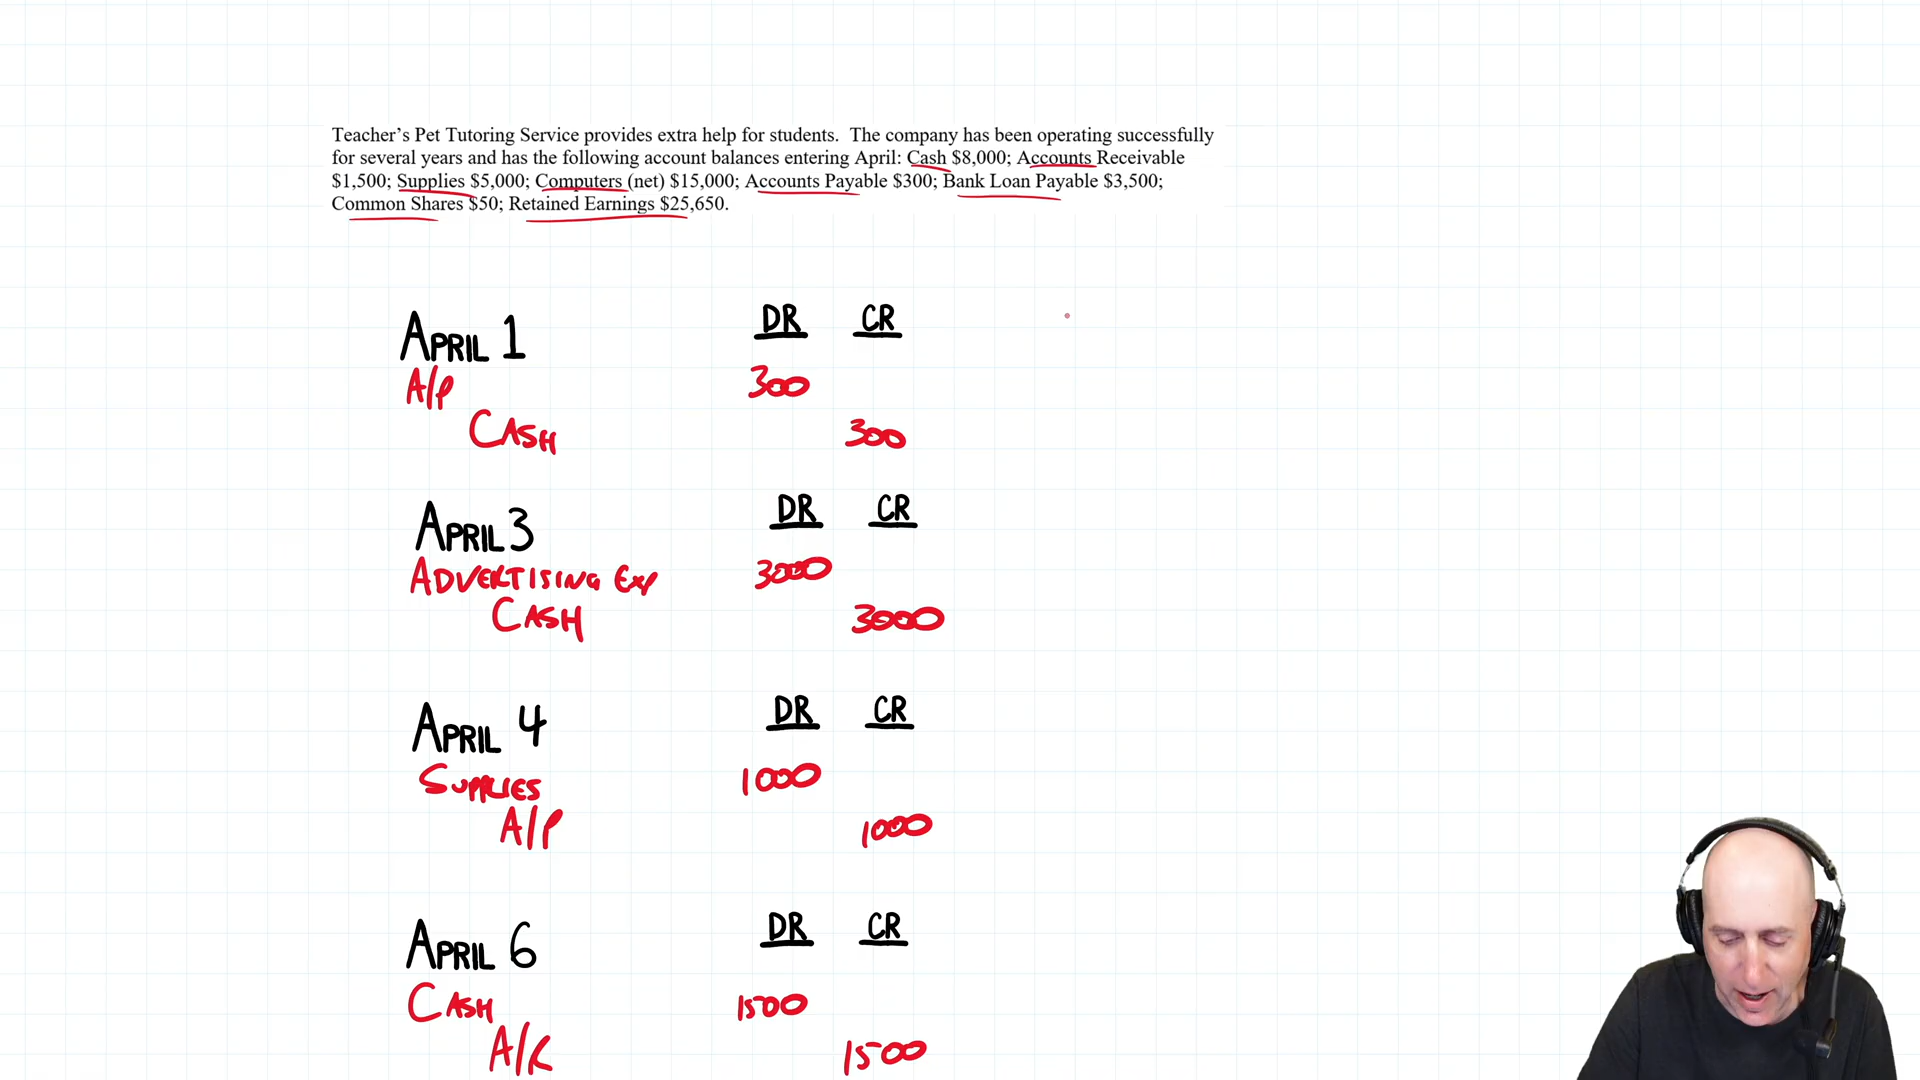 Teacher's Pet Tutoring Service provides extra help for students.  The company has been operating successfully
for several years and has the following account balances entering April: Cash $8,000; Accounts Receivable
$1,500; Supplies $5,000; Computers (net) $15,000; Accounts Payable $300; Bank Loan Payable $3,500;
Common Shares $50; Retained Earnings $25,650.
APRIL 1 DR CR
A/P 300
CASH 300
APRIL 3 DR CR
ADVERTISING EXP 3000
CASH 3000
APRIL 4 DR CR
SUPPLIES 1000
A/P 1000
APRIL 6 DR CR
CASH 1500
A/R 1500